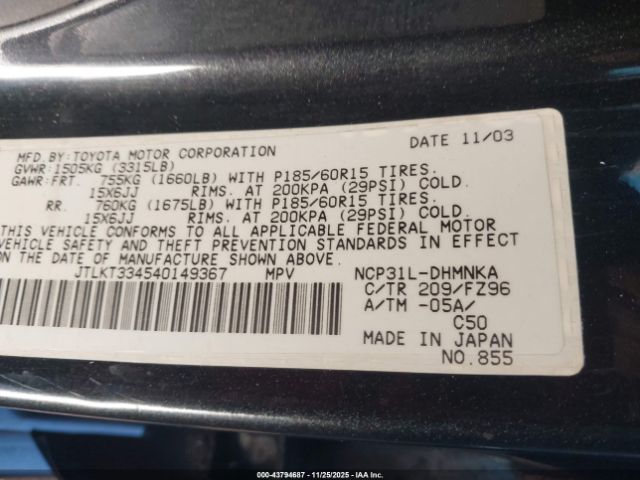 MFD.BY:TOYOTA MOTOR CORPORATION DATE 11/03
GVWR:1505KG (3315LB)
GAWR:FRT. 755KG (1660LB) WITH P185/60R15 TIRES.
15X6JJ RIMS. AT 200KPA (29PSI) COLD.
RR. 760KG (1675LB) WITH P185/60R15 TIRES.
15X6JJ RIMS. AT 200KPA (29PSI) COLD.
THIS VEHICLE CONFORMS TO ALL APPLICABLE FEDERAL MOTOR
VEHICLE SAFETY AND THEFT PREVENTION STANDARDS IN
EFFECT ON THE DATE OF MANUFACTURE SHOWN ABOVE.
JTLKT334540149367 MPV NCP31L-DHMNKA
C/TR 209/FZ96
A/TM -05A/
C50
MADE IN JAPAN
NO.855
000-43794687 - 11/25/2025 - IAA Inc.